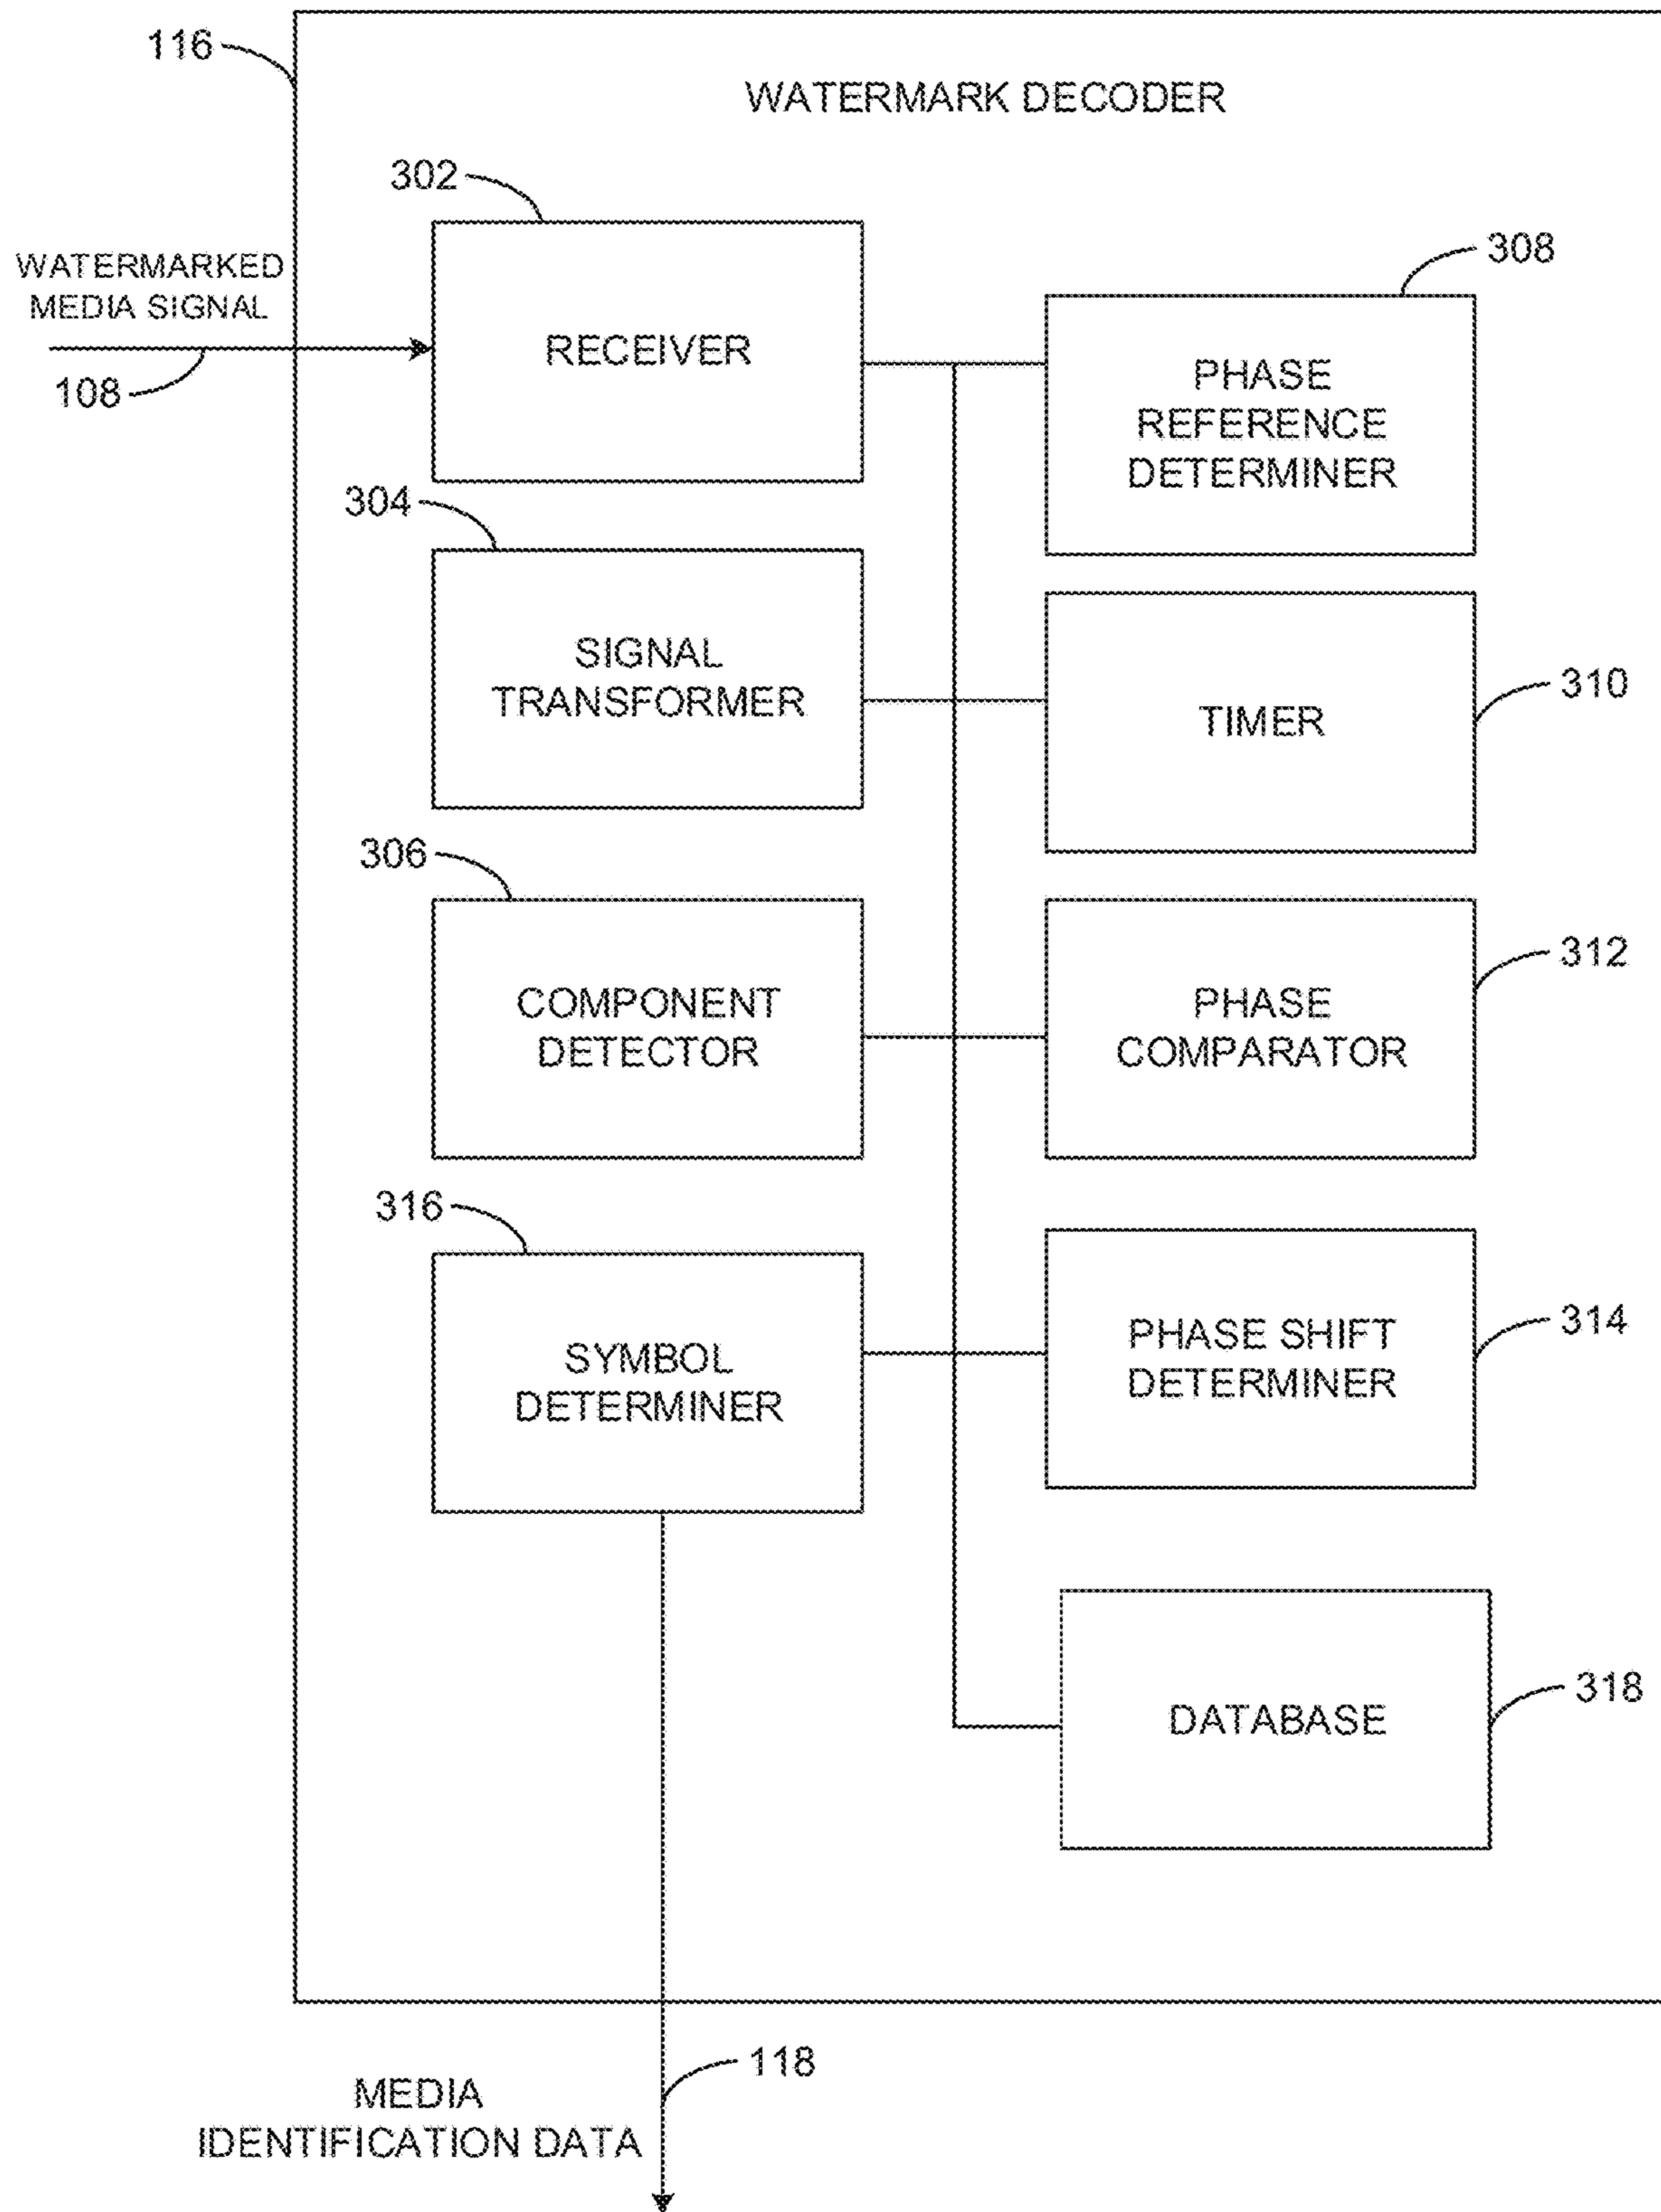 116
WATERMARK DECODER
302
308
WATERMARKED
MEDIA SIGNAL
108
RECEIVER
PHASE
REFERENCE
DETERMINER
304
SIGNAL
TRANSFORMER
310
TIMER
306
COMPONENT
DETECTOR
312
PHASE
COMPARATOR
316
SYMBOL
DETERMINER
314
PHASE SHIFT
DETERMINER
318
DATABASE
118
MEDIA
IDENTIFICATION DATA